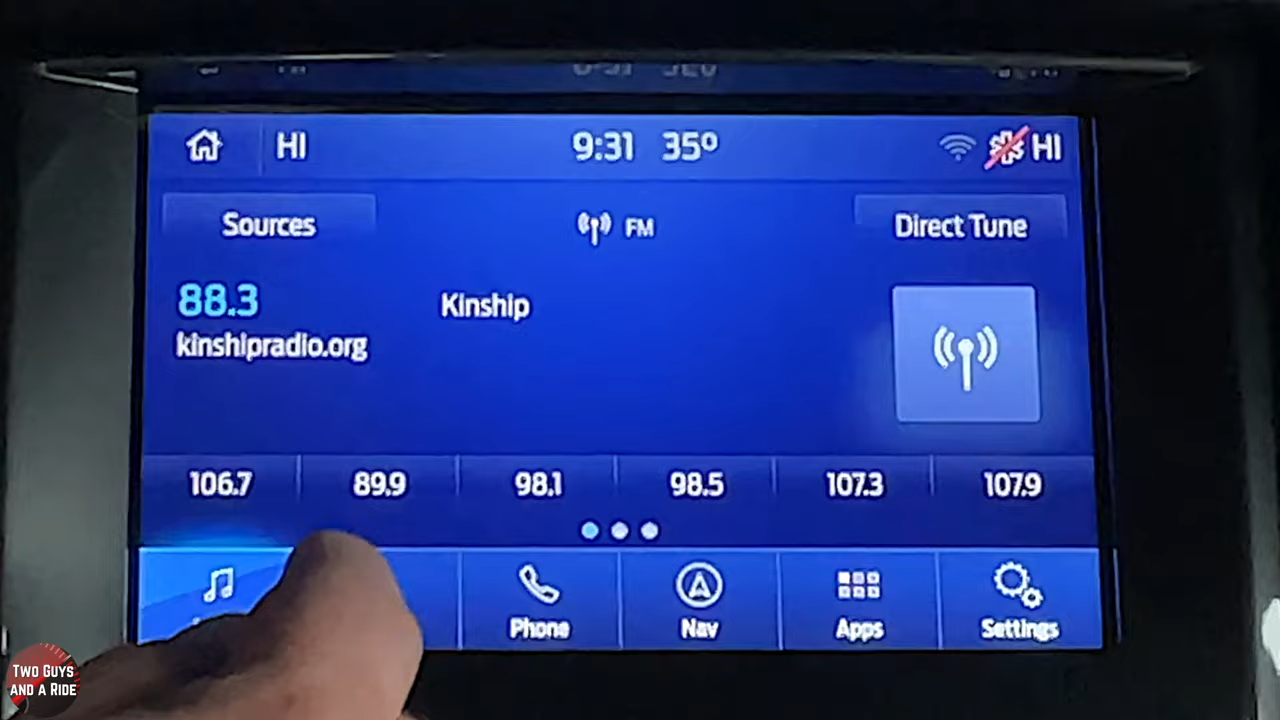 HI 9:31 35° HI
Sources FM Direct Tune
88.3 Kinship
kinshipradio.org
106.7 89.9 98.1 98.5 107.3 107.9
Phone Nav Apps Settings
TWO GUYS
AND A RIDE